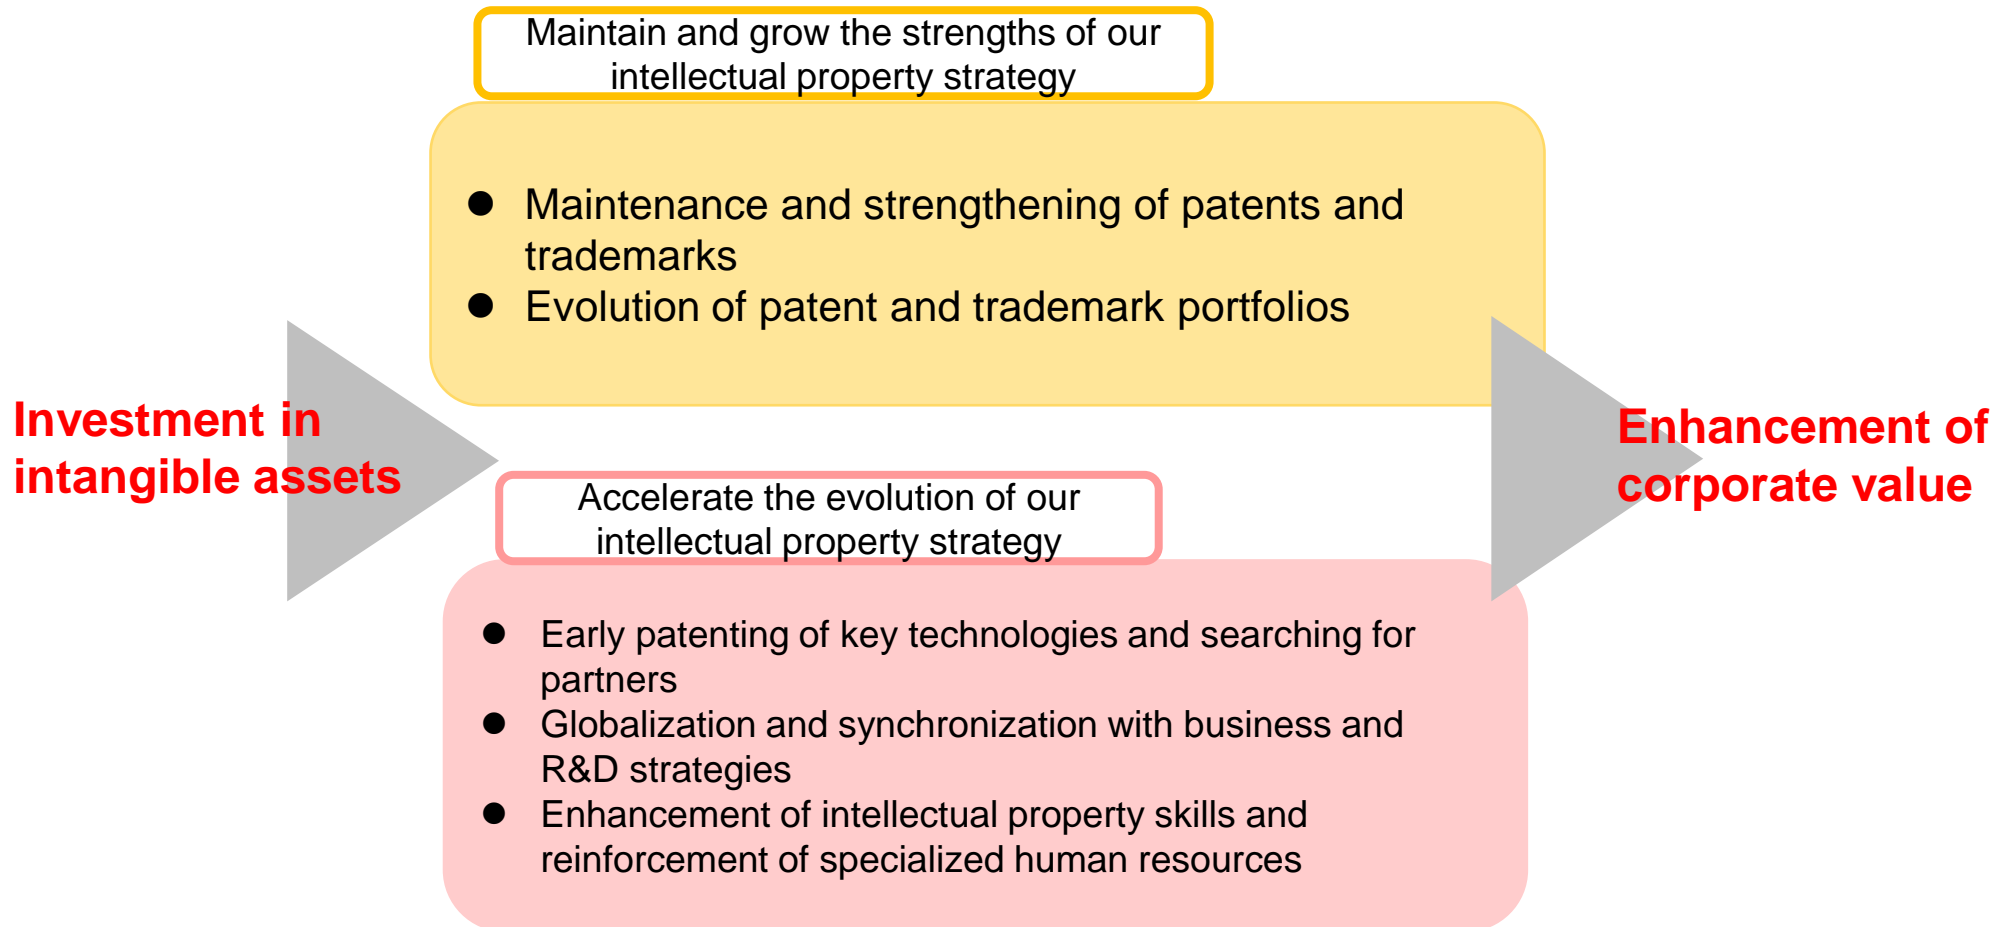 Maintain and grow the strengths of our
intellectual property strategy
● Maintenance and strengthening of patents and
trademarks
● Evolution of patent and trademark portfolios
Investment in
intangible assets
Enhancement of
corporate value
Accelerate the evolution of our
intellectual property strategy
● Early patenting of key technologies and searching for
partners
● Globalization and synchronization with business and
R&D strategies
● Enhancement of intellectual property skills and
reinforcement of specialized human resources